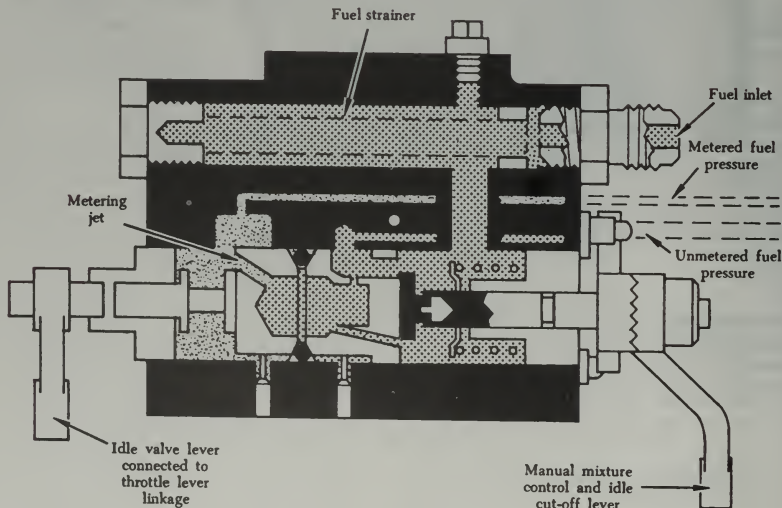 Fuel strainer
Fuel inlet
Metered fuel
pressure
Metering
jet
Unmetered fuel
pressure
Idle valve lever
connected to
throttle lever
linkage
Manual mixture
control and idle
cut-off lever